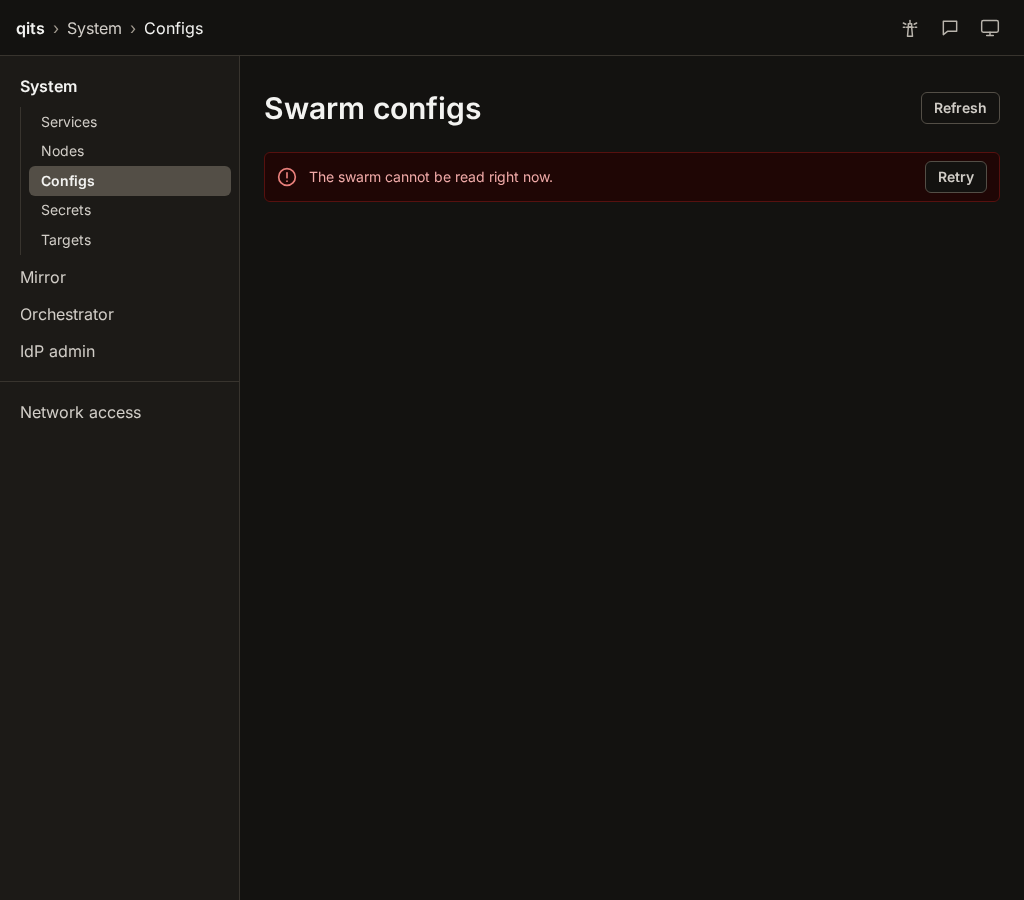 qits › System › Configs
System
Services
Nodes
Configs
Secrets
Targets
Mirror
Orchestrator
IdP admin
Network access
Swarm configs
Refresh
The swarm cannot be read right now.
Retry